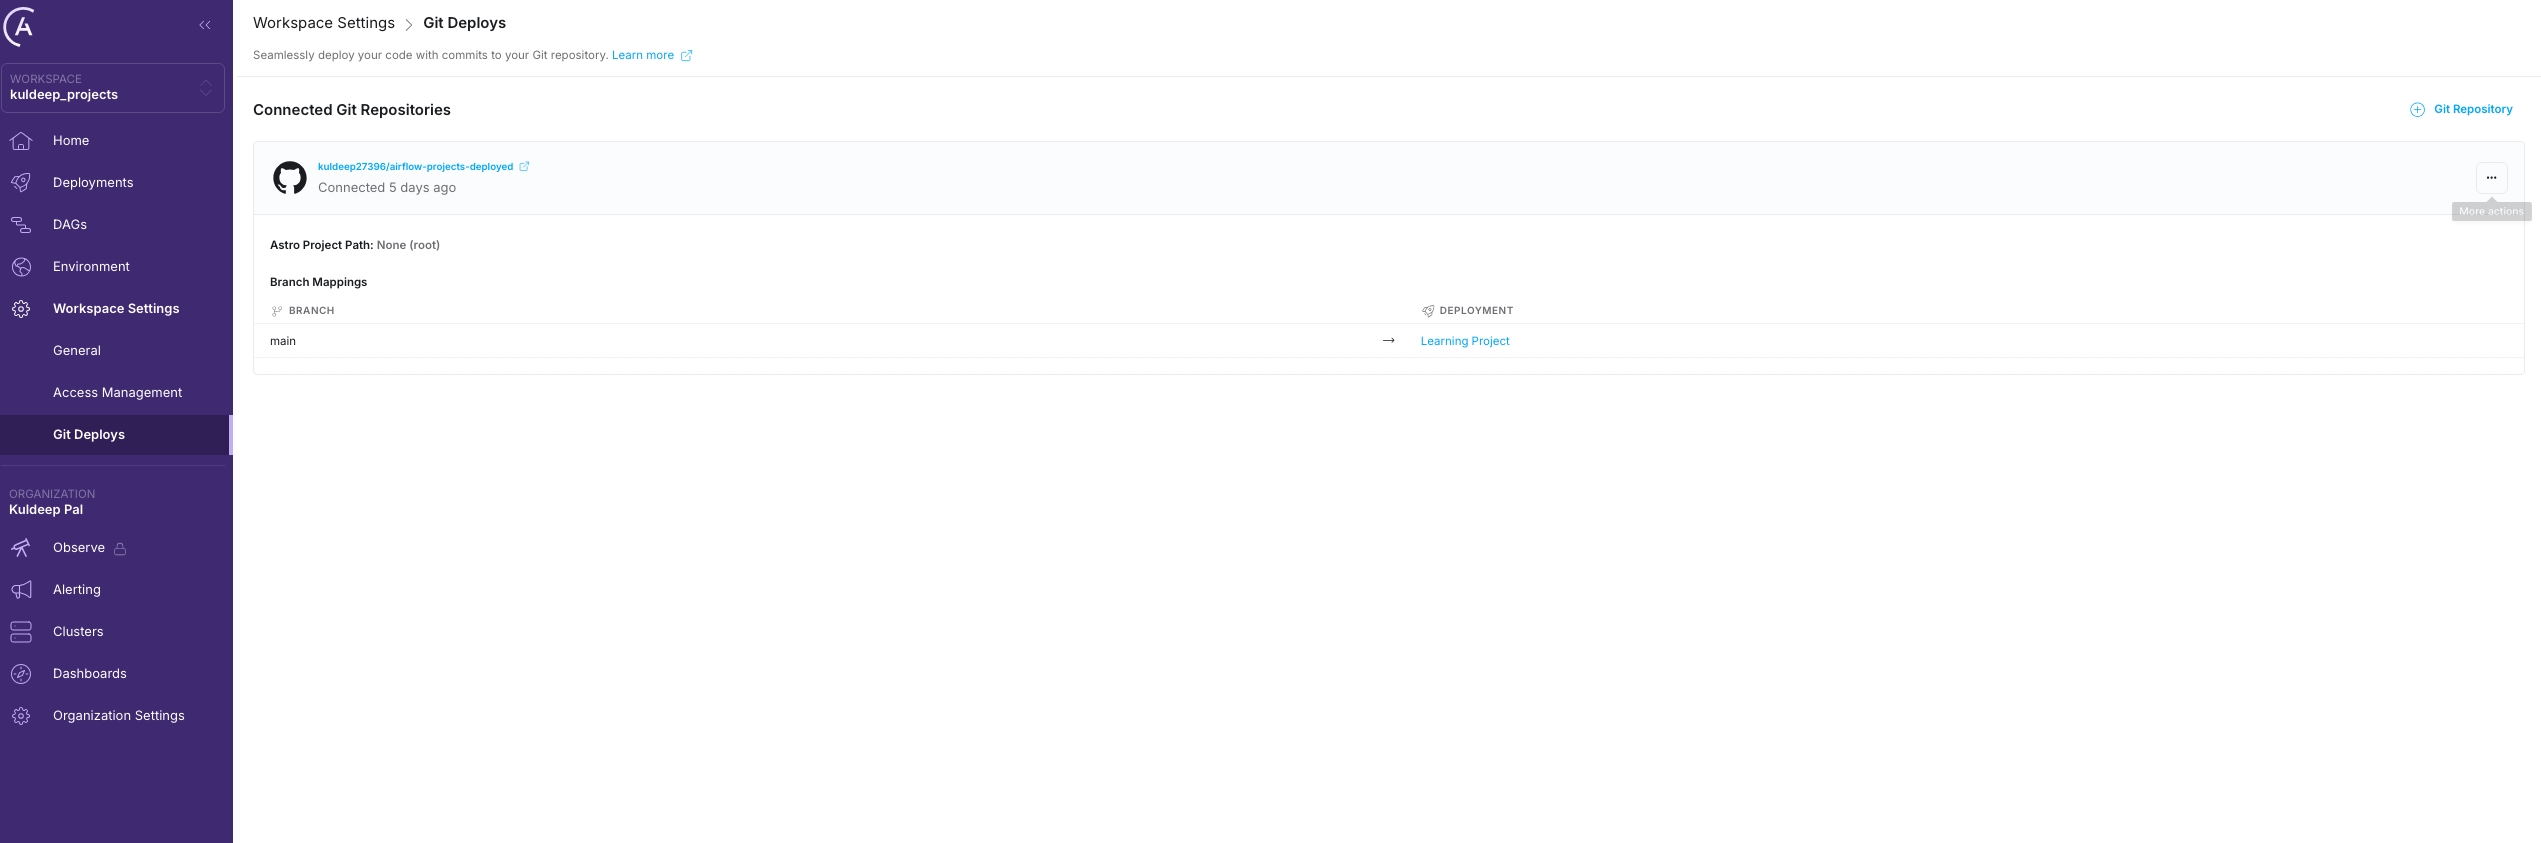 WORKSPACE
kuldeep_projects
Home
Deployments
DAGs
Environment
Workspace Settings
General
Access Management
Git Deploys
ORGANIZATION
Kuldeep Pal
Observe
Alerting
Clusters
Dashboards
Organization Settings
Workspace Settings > Git Deploys
Seamlessly deploy your code with commits to your Git repository. Learn more
Connected Git Repositories
Git Repository
kuldeep27396/airflow-projects-deployed
Connected 5 days ago
More actions
Astro Project Path: None (root)
Branch Mappings
BRANCH DEPLOYMENT
main → Learning Project